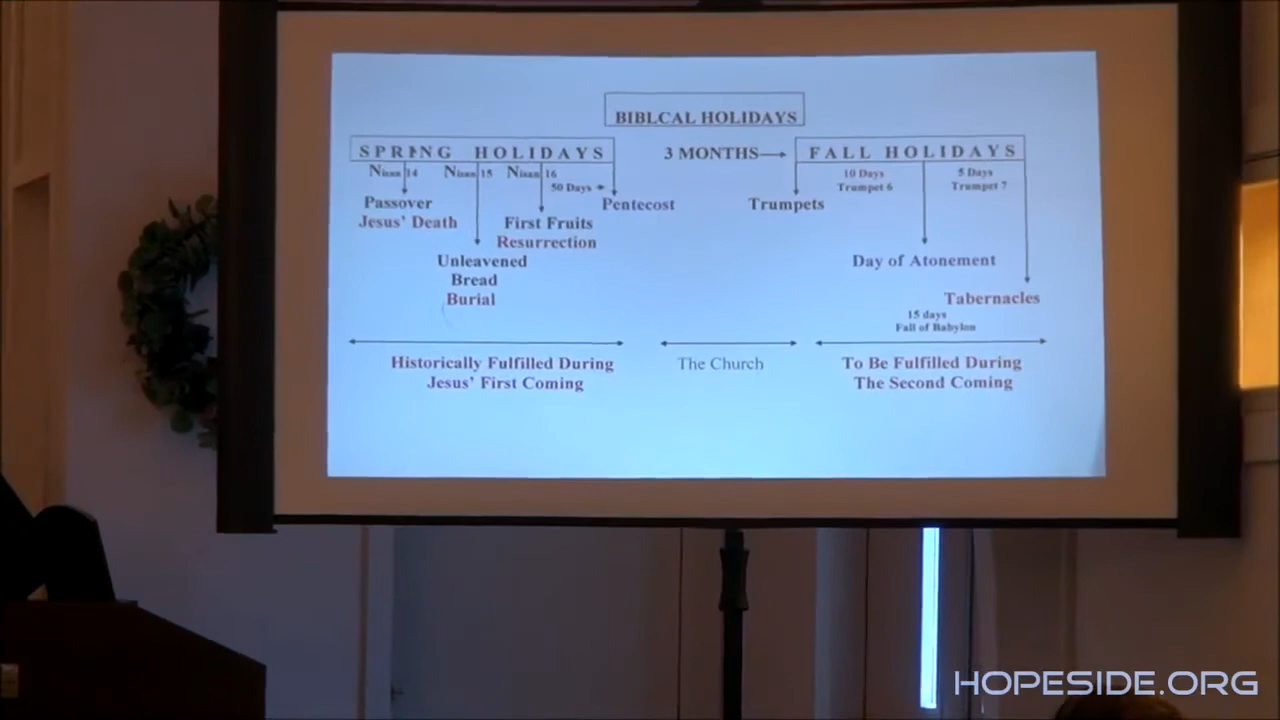 BIBLCAL HOLIDAYS
SPRING HOLIDAYS
3 MONTHS
FALL HOLIDAYS
Nisan 14
Nisan 15
Nisan 16
50 Days
10 Days
Trumpet 6
5 Days
Trumpet 7
Passover
Jesus' Death
First Fruits
Resurrection
Pentecost
Trumpets
Unleavened
Bread
Burial
Day of Atonement
Tabernacles
15 days
Fall of Babylon
Historically Fulfilled During
Jesus' First Coming
The Church
To Be Fulfilled During
The Second Coming
HOPESIDE.ORG